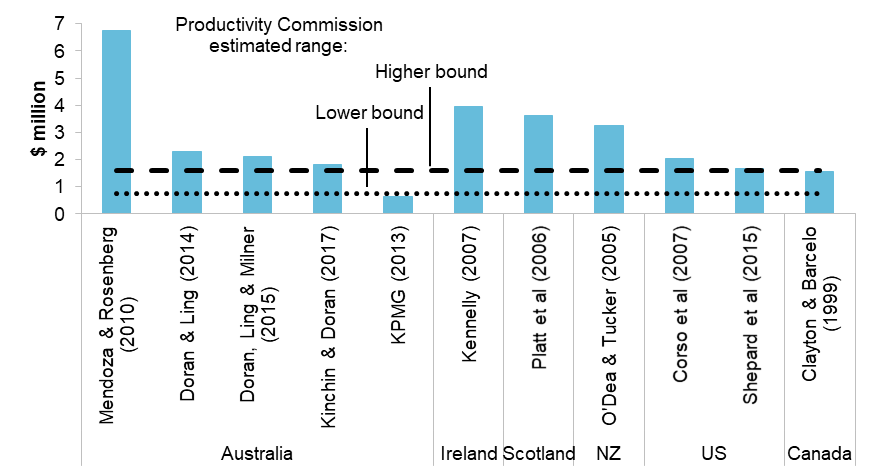 7
6
5
4
3
2
1
0
$ million
Productivity Commission
estimated range:
Higher bound
Lower bound
Mendoza & Rosenberg
(2010)
Doran & Ling (2014)
Doran, Ling & Milner
(2015)
Kinchin & Doran (2017)
KPMG (2013)
Kennelly (2007)
Platt et al (2006)
O'Dea & Tucker (2005)
Corso et al (2007)
Shepard et al (2015)
Clayton & Barcelo
(1999)
Australia
Ireland
Scotland
NZ
US
Canada